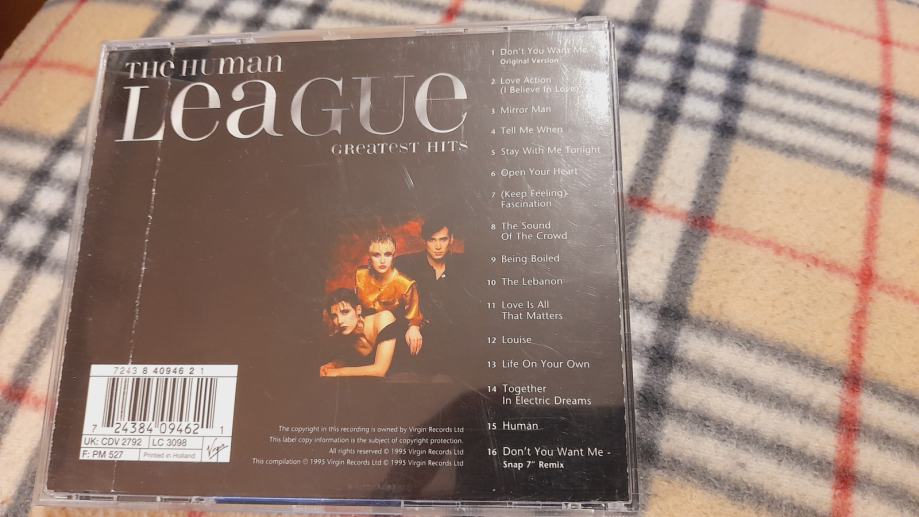 THE HUMAN
LEAGUE
GREATEST HITS
1 Don't You Want Me
Original Version
2 Love Action
(I Believe In Love)
3 Mirror Man
4 Tell Me When
5 Stay With Me Tonight
6 Open Your Heart
7 (Keep Feeling)
Fascination
8 The Sound
Of The Crowd
9 Being Boiled
10 The Lebanon
11 Love Is All
That Matters
12 Louise
13 Life On Your Own
14 Together
In Electric Dreams
15 Human
16 Don't You Want Me -
Snap 7" Remix
7243 8 40946 2 1
7 24384 09462 1
UK: CDV 2792 LC 3098
F: PM 527 Printed in Holland. Virgin
The copyright in this recording is owned by Virgin Records Ltd
This label copy information is the subject of copyright protection.
All rights reserved © 1995 Virgin Records Ltd
This compilation ℗ 1995 Virgin Records Ltd © 1995 Virgin Records Ltd